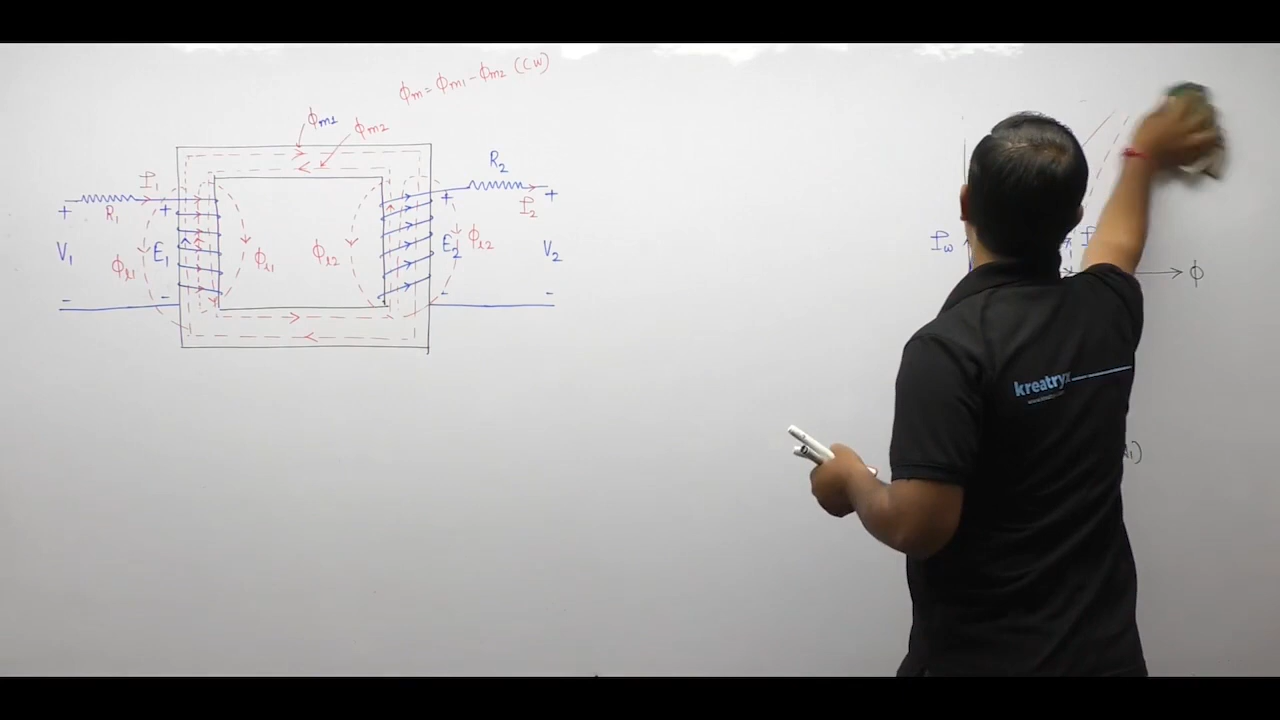 ϕm = ϕm1 - ϕm2 (CW)
ϕm1
ϕm2
I1
R1
+
V1
-
+
E1
-
ϕl1
ϕl1
ϕl2
ϕl2
+
E2
-
R2
I2
+
V2
-
Iw
I
ϕ
kreatryx
)